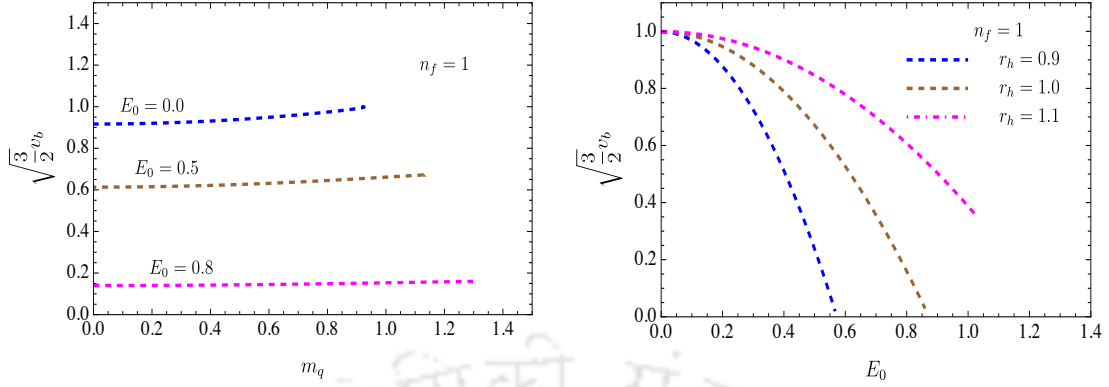 1.4
1.2
1.0
0.8
0.6
0.4
0.2
0.0
√3/2 v_b
n_f = 1
E_0 = 0.0
E_0 = 0.5
E_0 = 0.8
0.0 0.2 0.4 0.6 0.8 1.0 1.2 1.4
m_q
1.0
0.8
0.6
0.4
0.2
0.0
√3/2 v_b
n_f = 1
r_h = 0.9
r_h = 1.0
r_h = 1.1
0.0 0.2 0.4 0.6 0.8 1.0 1.2 1.4
E_0